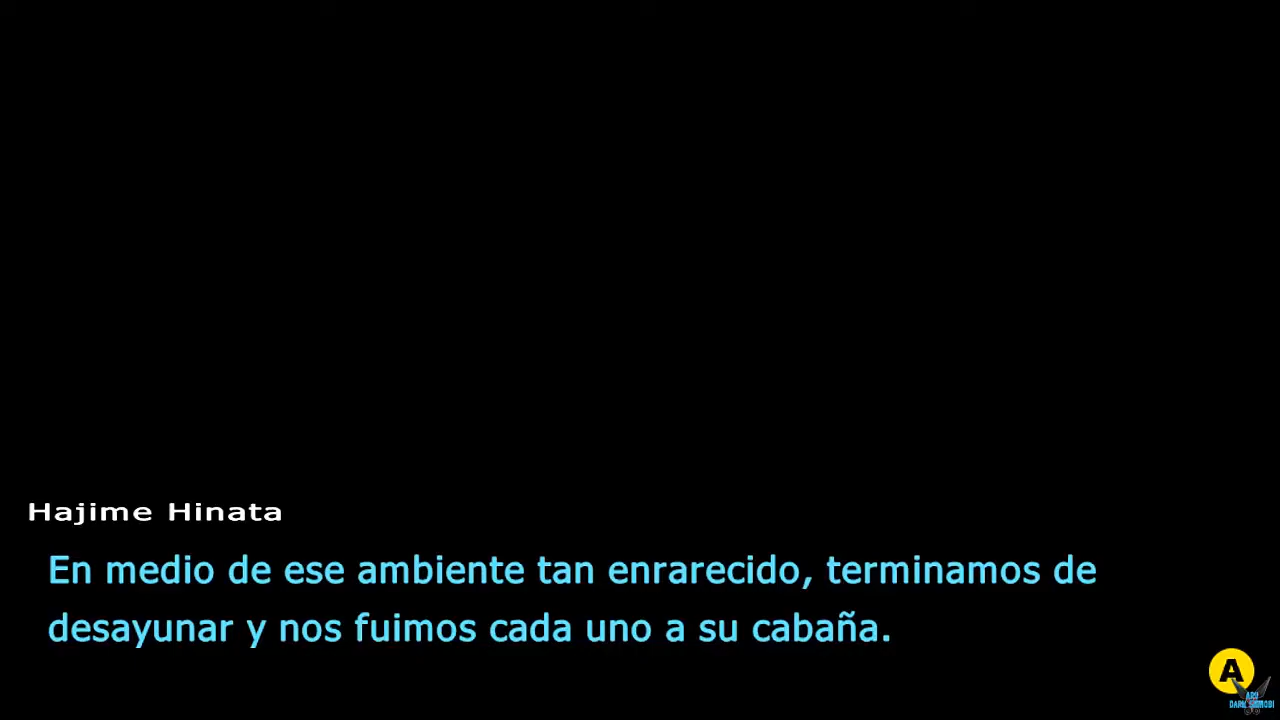 Hajime Hinata
En medio de ese ambiente tan enrarecido, terminamos de
desayunar y nos fuimos cada uno a su cabaña.
A